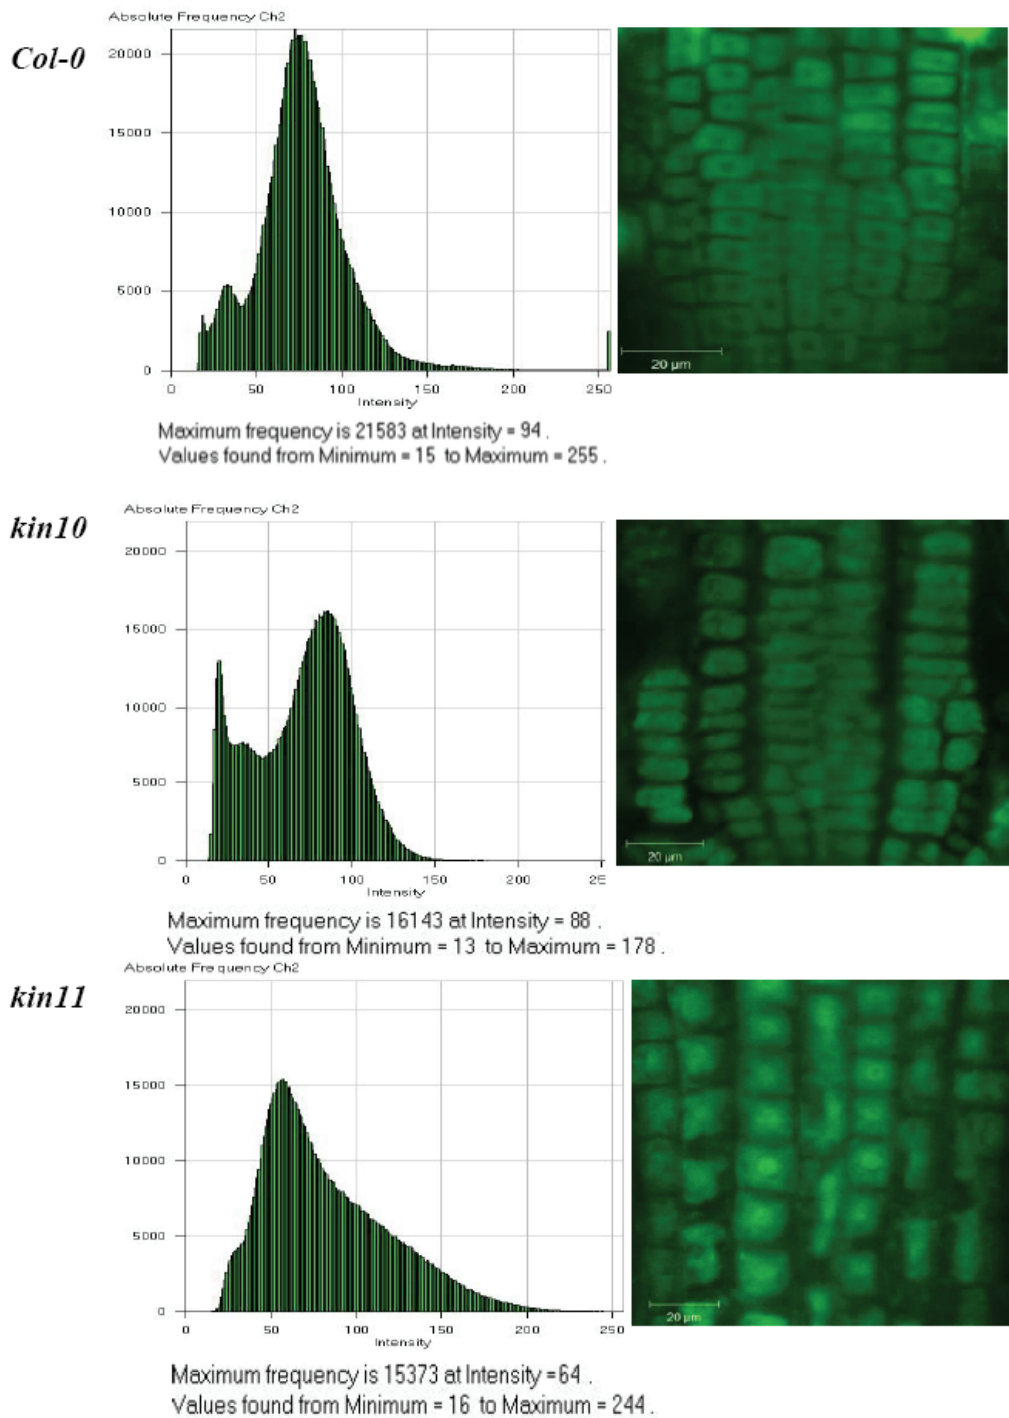 Absolute Frequency Ch2
Col-0
20000
15000
10000
5000
0
0 50 100 150 200 250
Intensity
20 µm
Maximum frequency is 21583 at Intensity = 94 .
Values found from Minimum = 15 to Maximum = 255 .
Absolute Frequency Ch2
kin10
20000
15000
10000
5000
0
0 50 100 150 200 25
Intensity
20 µm
Maximum frequency is 16143 at Intensity = 88 .
Values found from Minimum = 13 to Maximum = 178 .
Absolute Frequency Ch2
kin11
20000
15000
10000
5000
0
0 50 100 150 200 250
Intensity
20 µm
Maximum frequency is 15373 at Intensity =64 .
Values found from Minimum = 16 to Maximum = 244 .